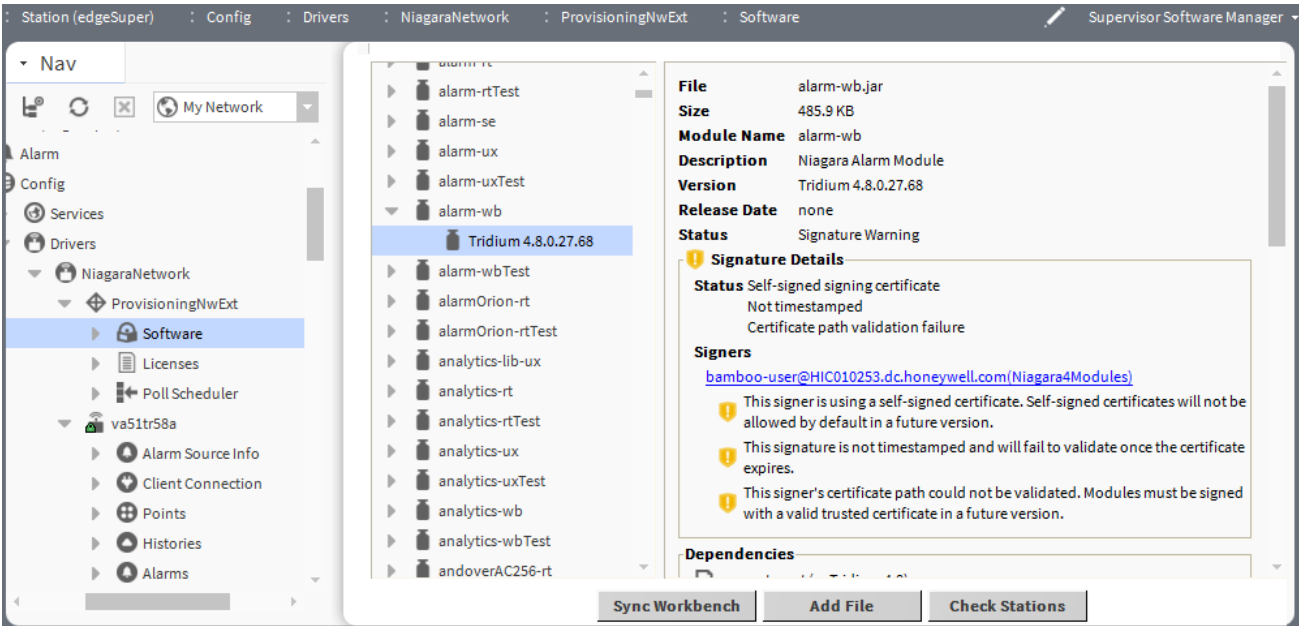 : Station (edgeSuper) : Config : Drivers : NiagaraNetwork : ProvisioningNwExt : Software Supervisor Software Manager
Nav
My Network
Alarm
Config
Services
Drivers
NiagaraNetwork
ProvisioningNwExt
Software
Licenses
Poll Scheduler
va51tr58a
Alarm Source Info
Client Connection
Points
Histories
Alarms
alarm-rt
alarm-rtTest
alarm-se
alarm-ux
alarm-uxTest
alarm-wb
Tridium 4.8.0.27.68
alarm-wbTest
alarmOrion-rt
alarmOrion-rtTest
analytics-lib-ux
analytics-rt
analytics-rtTest
analytics-ux
analytics-uxTest
analytics-wb
analytics-wbTest
andoverAC256-rt
File alarm-wb.jar
Size 485.9 KB
Module Name alarm-wb
Description Niagara Alarm Module
Version Tridium 4.8.0.27.68
Release Date none
Status Signature Warning
Signature Details
Status Self-signed signing certificate
Not timestamped
Certificate path validation failure
Signers
bamboo-user@HIC010253.dc.honeywell.com(Niagara4Modules)
This signer is using a self-signed certificate. Self-signed certificates will not be
allowed by default in a future version.
This signature is not timestamped and will fail to validate once the certificate
expires.
This signer's certificate path could not be validated. Modules must be signed
with a valid trusted certificate in a future version.
Dependencies
Sync Workbench Add File Check Stations